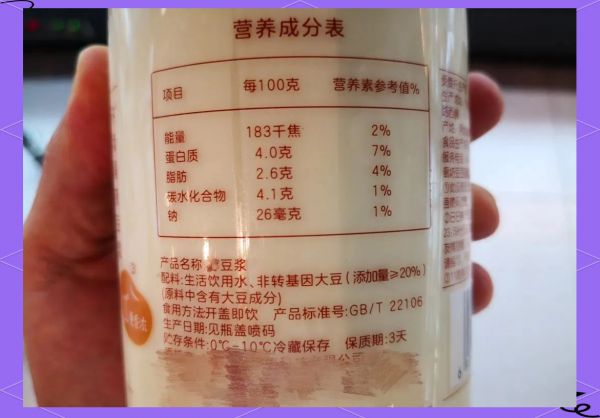 营养成分表
项目 每100克 营养素参考值%
能量 183千焦 2%
蛋白质 4.0克 7%
脂肪 2.6克 4%
碳水化合物 4.1克 1%
钠 26毫克 1%
产品名称 豆浆
配料:生活饮用水、非转基因大豆(添加量≥20%)
(原料中含有大豆成分)
食用方法开盖即饮 产品标准号:GB/T 22106
生产日期:见瓶盖喷码
贮存条件:0℃-10℃冷藏保存 保质期:3天